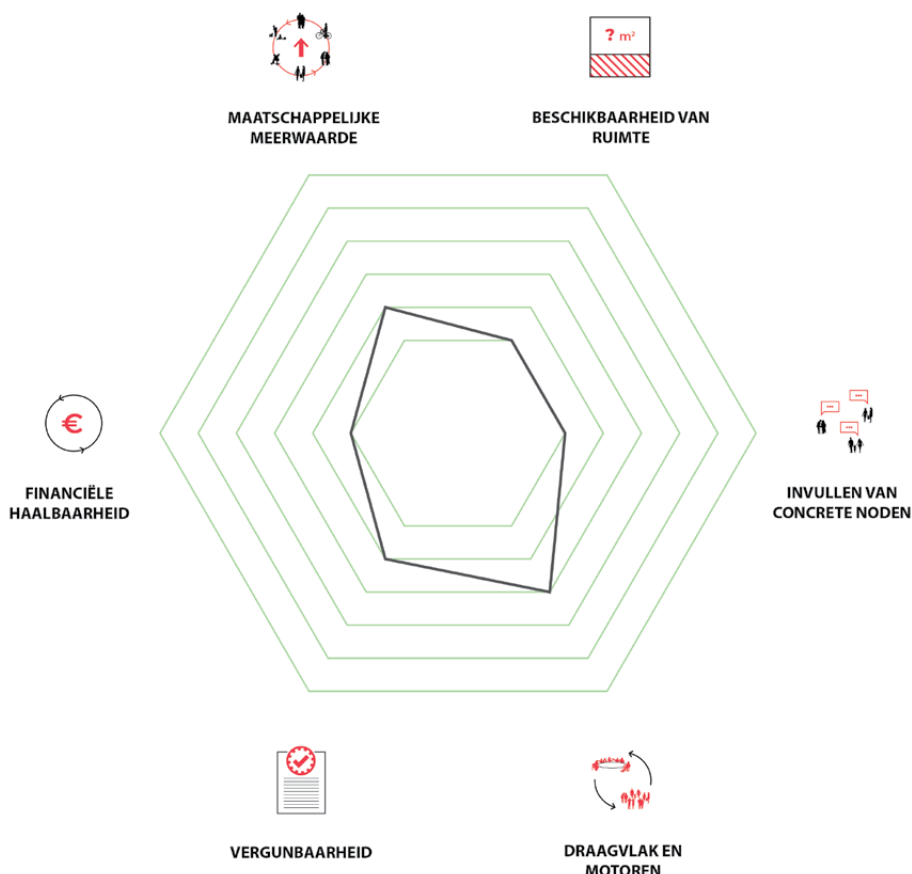 ? m²
MAATSCHAPPELIJKE
MEERWAARDE
BESCHIKBAARHEID VAN
RUIMTE
€
FINANCIËLE
HAALBAARHEID
INVULLEN VAN
CONCRETE NODEN
VERGUNBAARHEID
DRAAGVLAK EN
MOTOREN